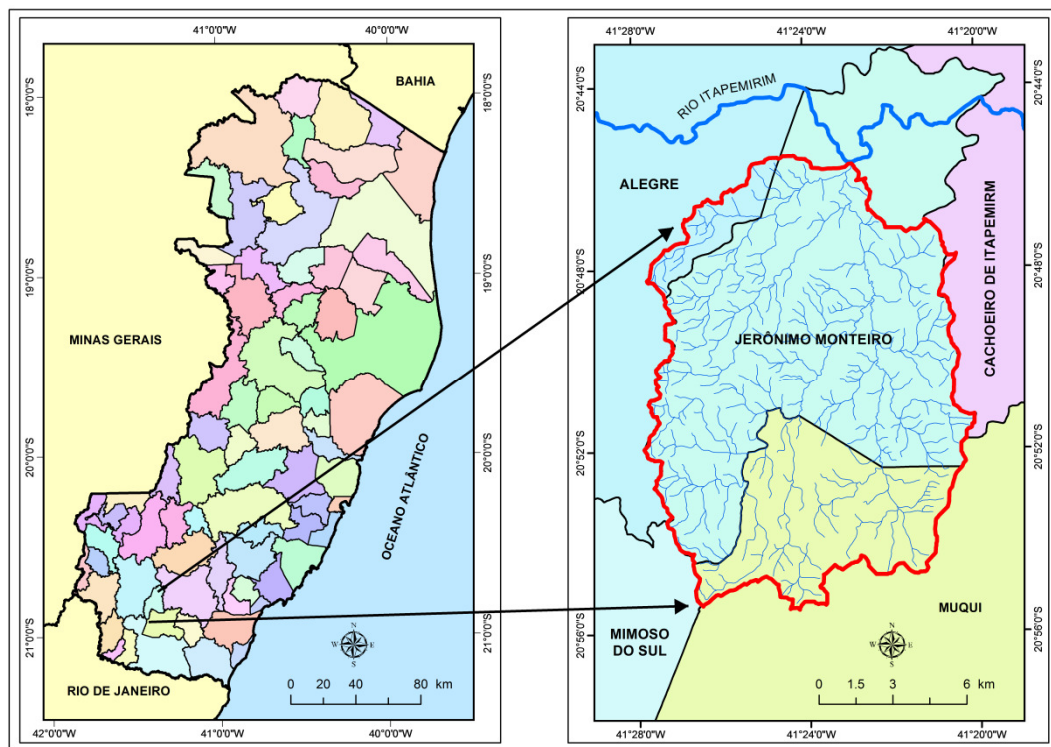 41°0'0"W
40°0'0"W
18°0'0"S
18°0'0"S
BAHIA
19°0'0"S
19°0'0"S
MINAS GERAIS
20°0'0"S
20°0'0"S
OCEANO ATLÂNTICO
21°0'0"S
21°0'0"S
N
W
E
S
0 20 40 60 80 km
RIO DE JANEIRO
42°0'0"W
41°0'0"W
40°0'0"W
41°28'0"W
41°24'0"W
41°20'0"W
20°44'0"S
20°44'0"S
RIO ITAPEMIRIM
ALEGRE
20°48'0"S
20°48'0"S
CACHOEIRO DE ITAPEMIRM
JERÔNIMO MONTEIRO
20°52'0"S
20°52'0"S
MUQUI
20°56'0"S
20°56'0"S
MIMOSO
DO SUL
N
W
E
S
0 1.5 3 6 km
41°28'0"W
41°24'0"W
41°20'0"W